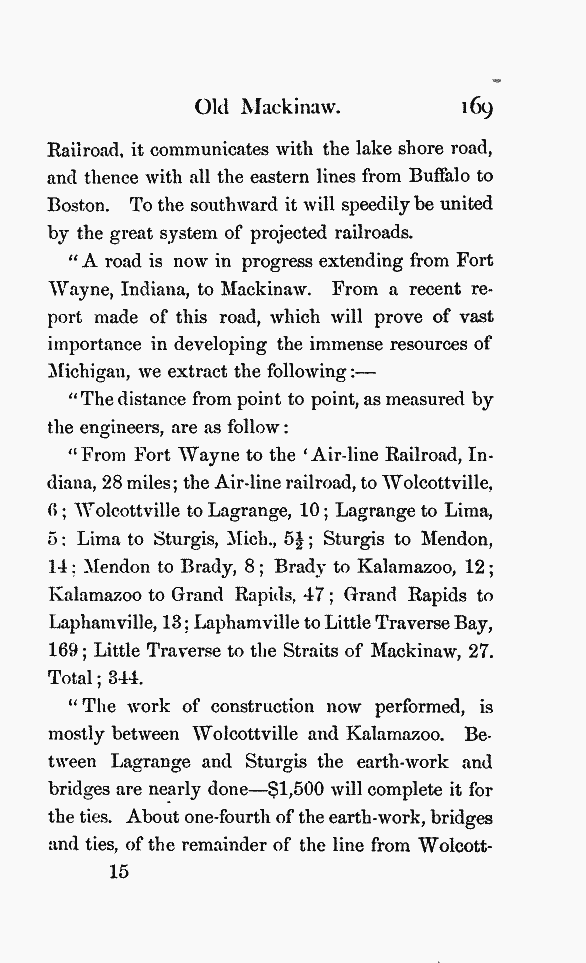 Old Mackinaw. 169
Railroad, it communicates with the lake shore road,
and thence with all the eastern lines from Buffalo to
Boston. To the southward it will speedily be united
by the great system of projected railroads.
"A road is now in progress extending from Fort
Wayne, Indiana, to Mackinaw. From a recent re-
port made of this road, which will prove of vast
importance in developing the immense resources of
Michigan, we extract the following:—
"The distance from point to point, as measured by
the engineers, are as follow:
"From Fort Wayne to the 'Air-line Railroad, In-
diana, 28 miles; the Air-line railroad, to Wolcottville,
6; Wolcottville to Lagrange, 10; Lagrange to Lima,
5; Lima to Sturgis, Mich., 5½; Sturgis to Mendon,
14; Mendon to Brady, 8; Brady to Kalamazoo, 12;
Kalamazoo to Grand Rapids, 47; Grand Rapids to
Laphamville, 13; Laphamville to Little Traverse Bay,
169; Little Traverse to the Straits of Mackinaw, 27.
Total; 344.
"The work of construction now performed, is
mostly between Wolcottville and Kalamazoo. Be-
tween Lagrange and Sturgis the earth-work and
bridges are nearly done—$1,500 will complete it for
the ties. About one-fourth of the earth-work, bridges
and ties, of the remainder of the line from Wolcott-
15